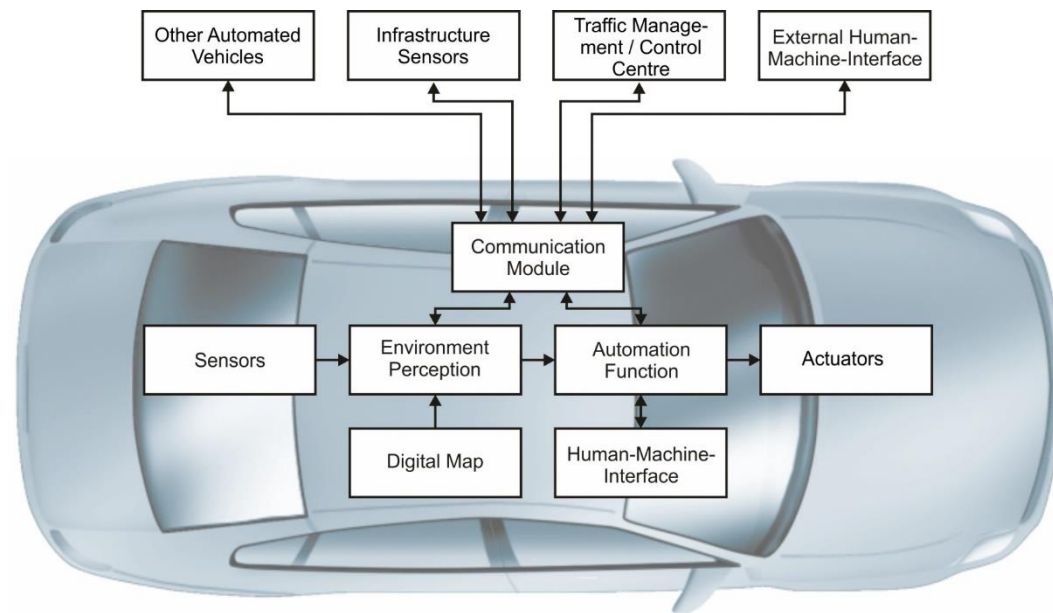 Other Automated
Vehicles
Infrastructure
Sensors
Traffic Manage-
ment / Control
Centre
External Human-
Machine-Interface
Communication
Module
Sensors
Environment
Perception
Automation
Function
Actuators
Digital Map
Human-Machine-
Interface